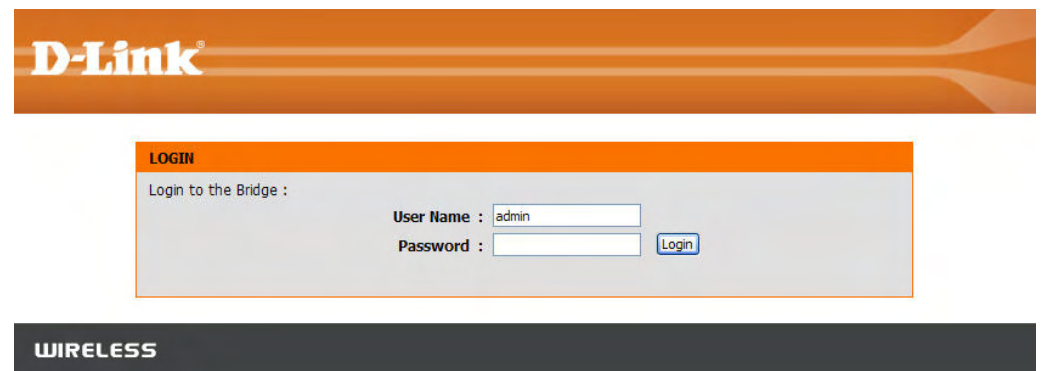 D-Link®
LOGIN
Login to the Bridge :
User Name : admin
Password : Login
WIRELESS